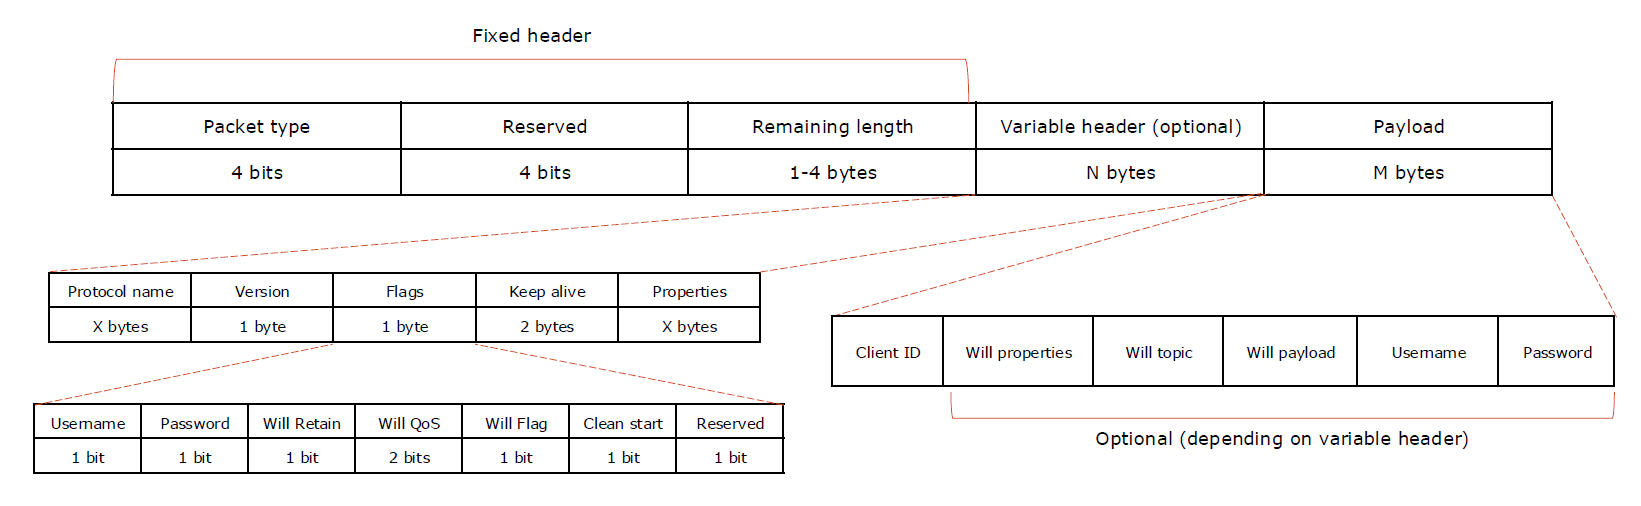 Fixed header
Packet type Reserved Remaining length Variable header (optional) Payload
4 bits 4 bits 1-4 bytes N bytes M bytes
Protocol name Version Flags Keep alive Properties
X bytes 1 byte 1 byte 2 bytes X bytes
Client ID Will properties Will topic Will payload Username Password
Optional (depending on variable header)
Username Password Will Retain Will QoS Will Flag Clean start Reserved
1 bit 1 bit 1 bit 2 bits 1 bit 1 bit 1 bit